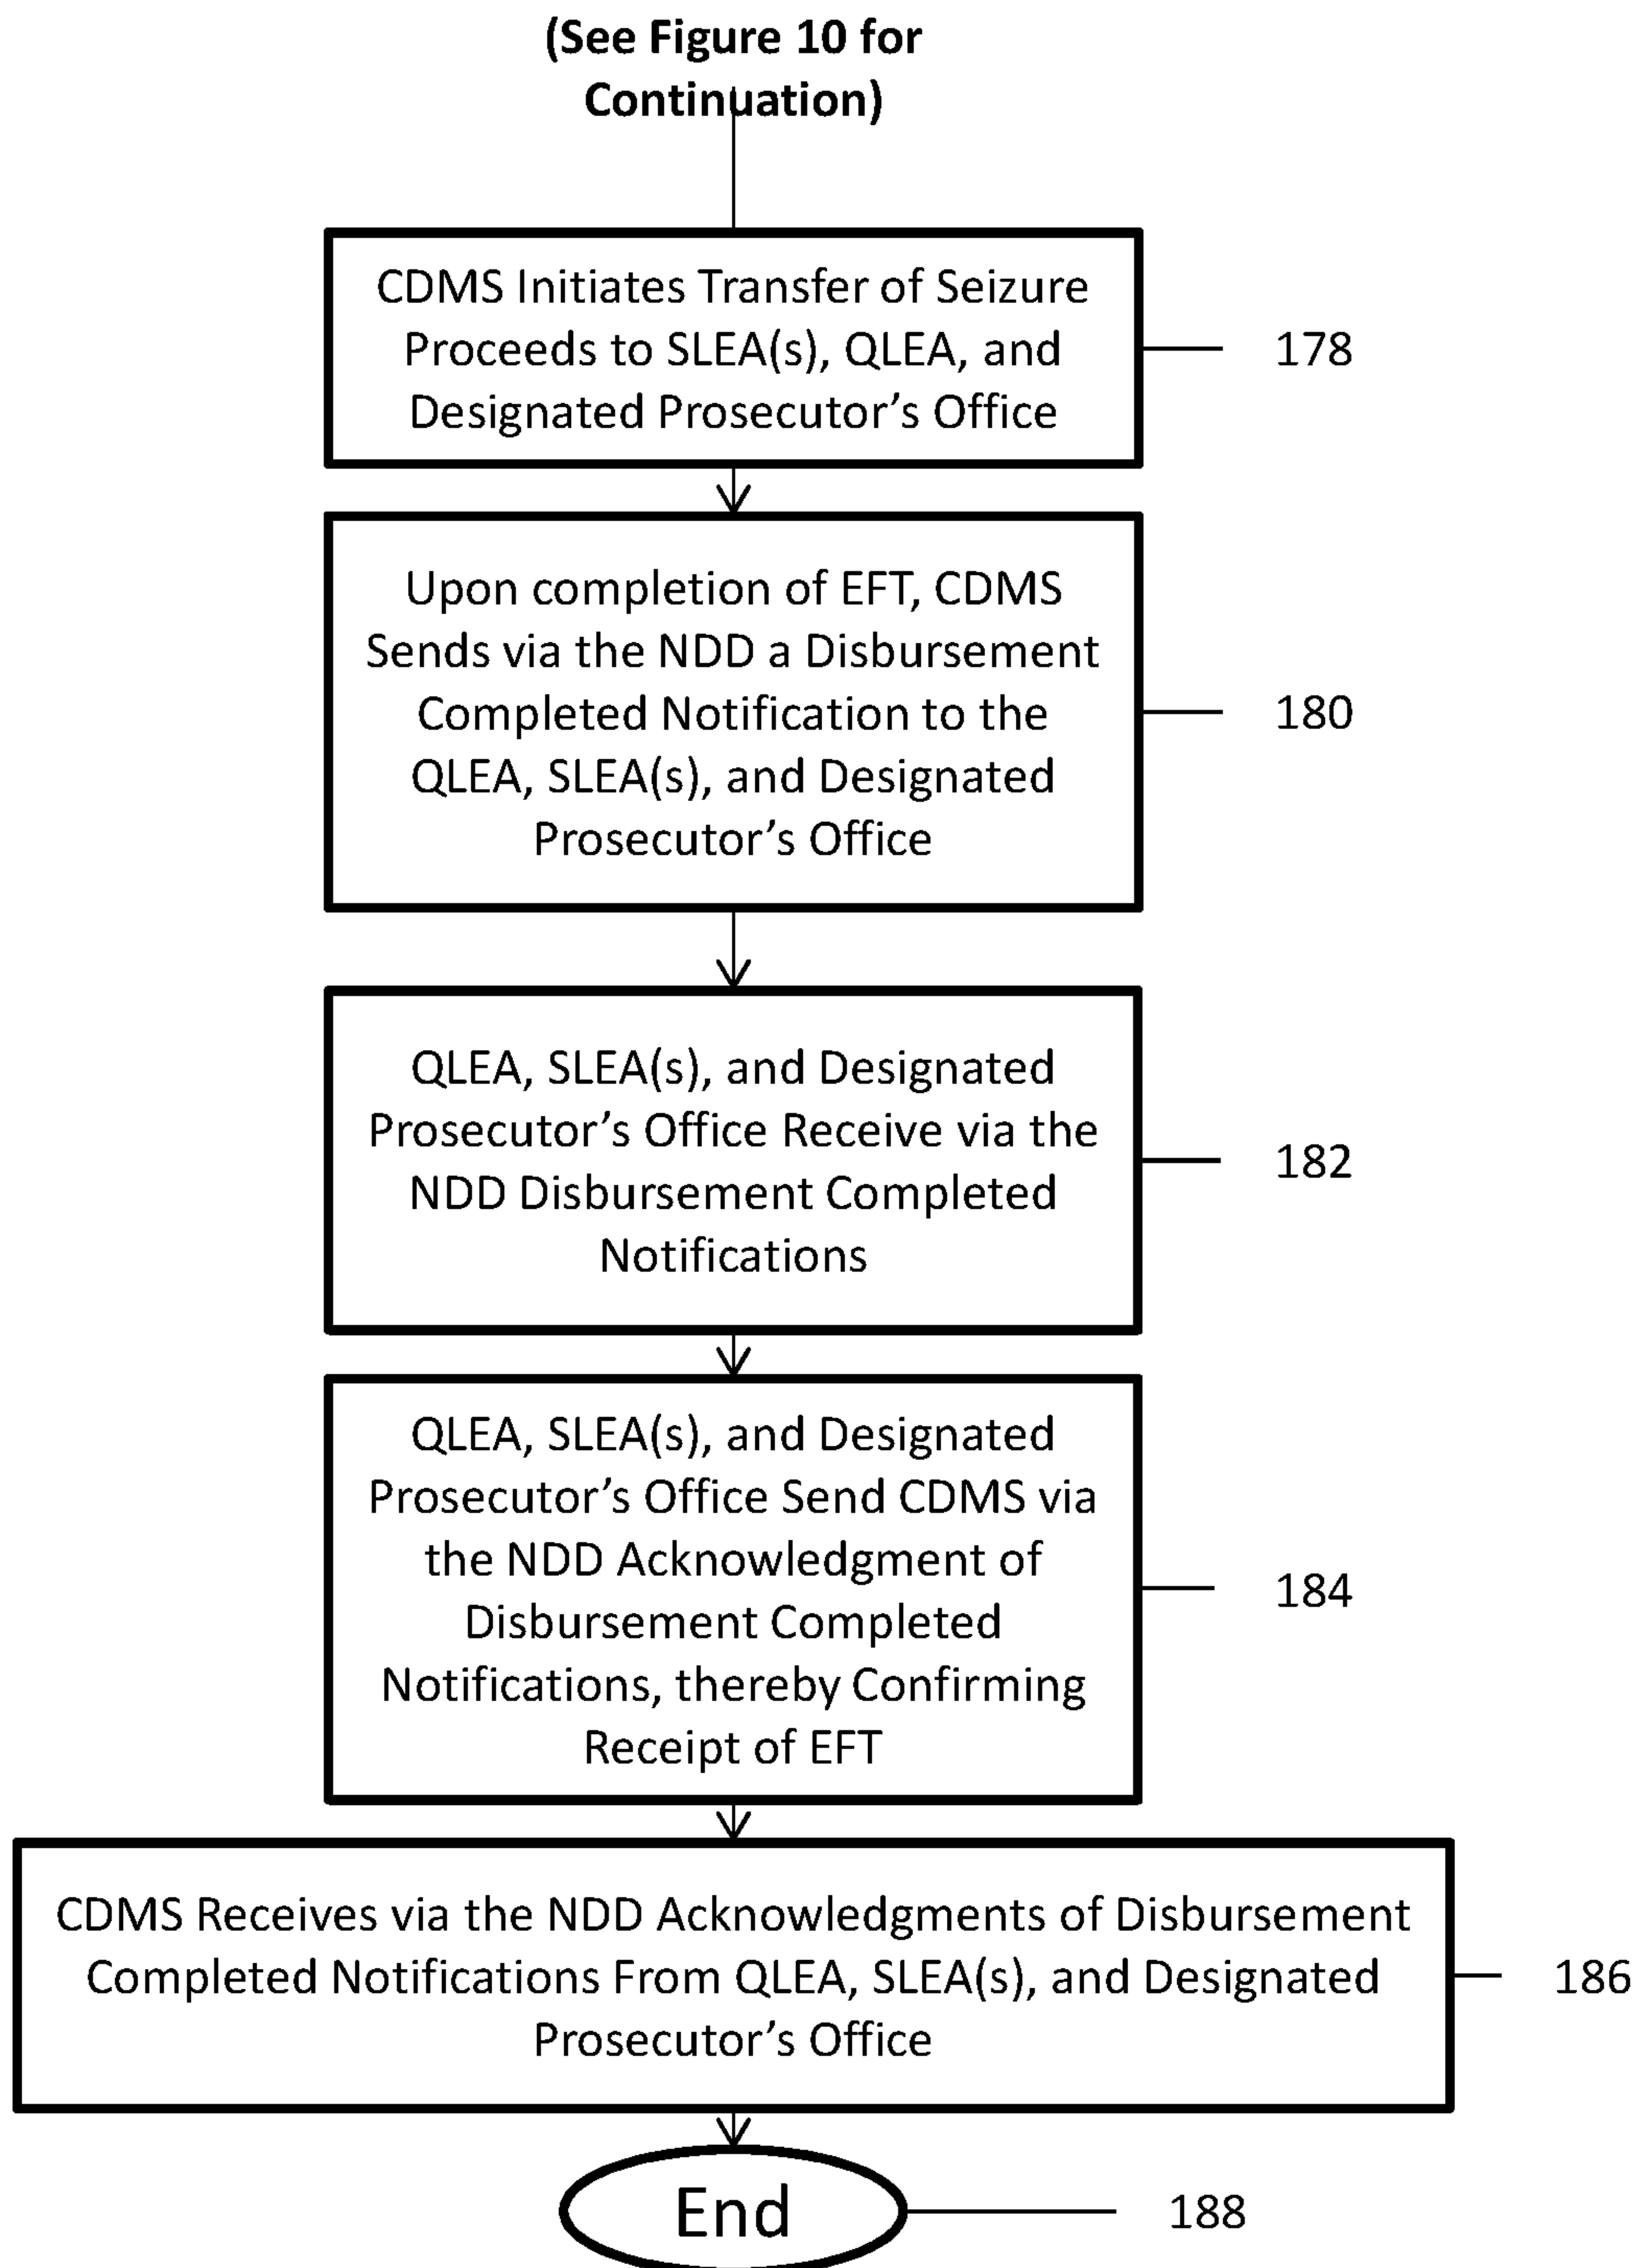 (See Figure 10 for
Continuation)
CDMS Initiates Transfer of Seizure
Proceeds to SLEA(s), QLEA, and
Designated Prosecutor’s Office
178
Upon completion of EFT, CDMS
Sends via the NDD a Disbursement
Completed Notification to the
QLEA, SLEA(s), and Designated
Prosecutor’s Office
180
QLEA, SLEA(s), and Designated
Prosecutor’s Office Receive via the
NDD Disbursement Completed
Notifications
182
QLEA, SLEA(s), and Designated
Prosecutor’s Office Send CDMS via
the NDD Acknowledgment of
Disbursement Completed
Notifications, thereby Confirming
Receipt of EFT
184
CDMS Receives via the NDD Acknowledgments of Disbursement
Completed Notifications From QLEA, SLEA(s), and Designated
Prosecutor’s Office
186
End
188